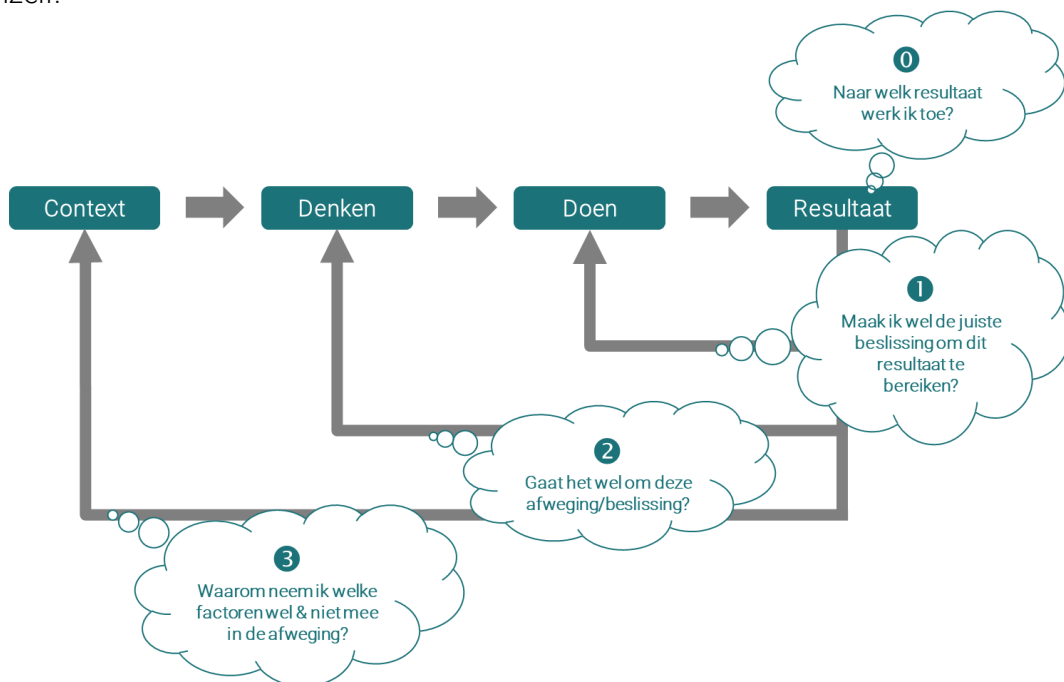 0
Naar welk resultaat
werk ik toe?
Context
Denken
Doen
Resultaat
1
Maak ik wel de juiste
beslissing om dit
resultaat te
bereiken?
2
Gaat het wel om deze
afweging/beslissing?
3
Waarom neem ik welke
factoren wel & niet mee
in de afweging?